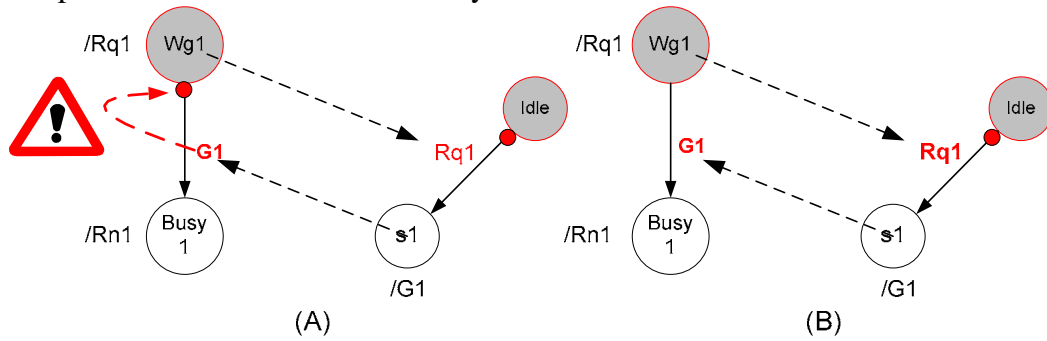 /Rq1
Wg1
Idle
G1
Rq1
Busy
1
/Rn1
s1
/G1
(A)
/Rq1
Wg1
Idle
G1
Rq1
Busy
1
/Rn1
s1
/G1
(B)